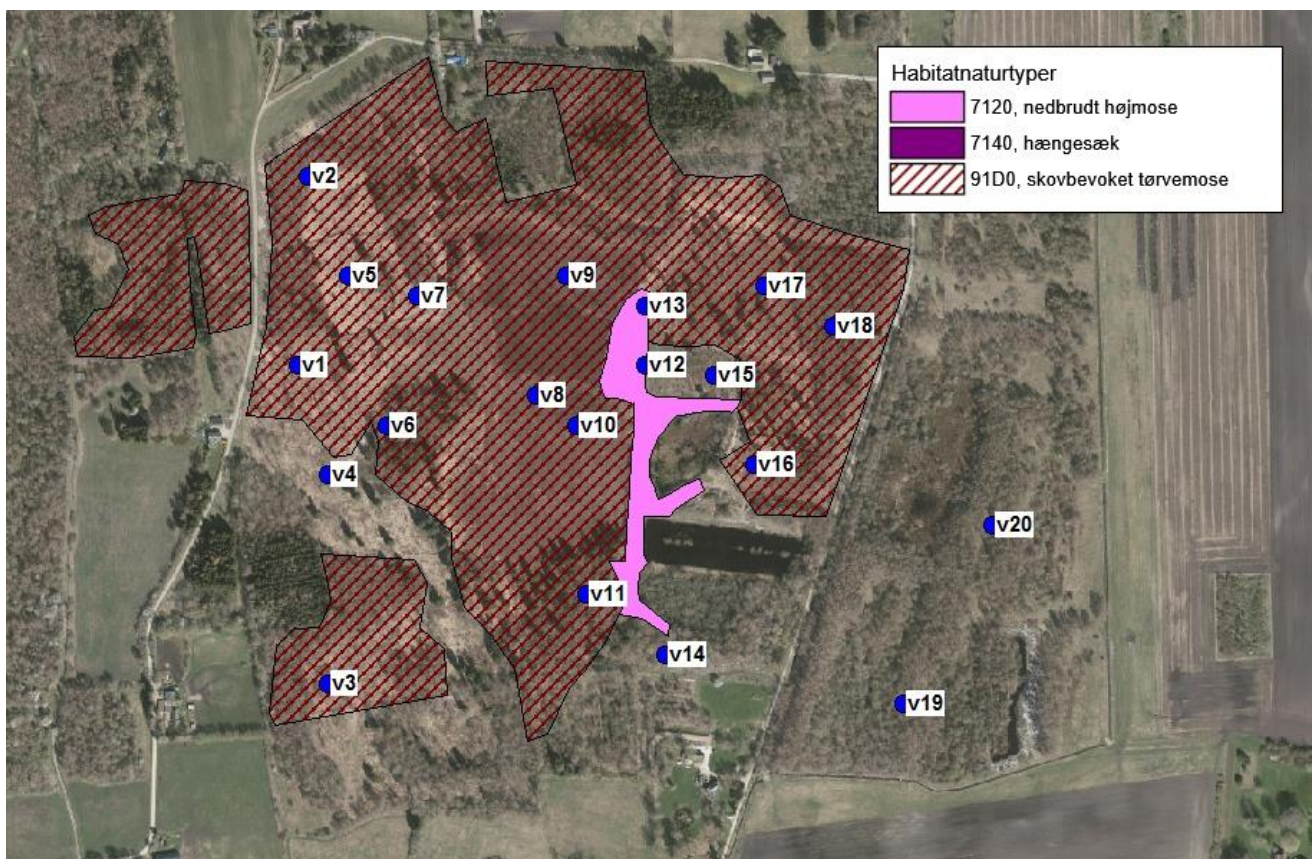 Habitatnaturtyper
7120, nedbrudt højmose
7140, hængesæk
91D0, skovbevoket tørvemose
v2
v5
v9
v7
v17
v13
v18
v1
v12
v15
v8
v6
v10
v16
v4
v20
v11
v14
v3
v19